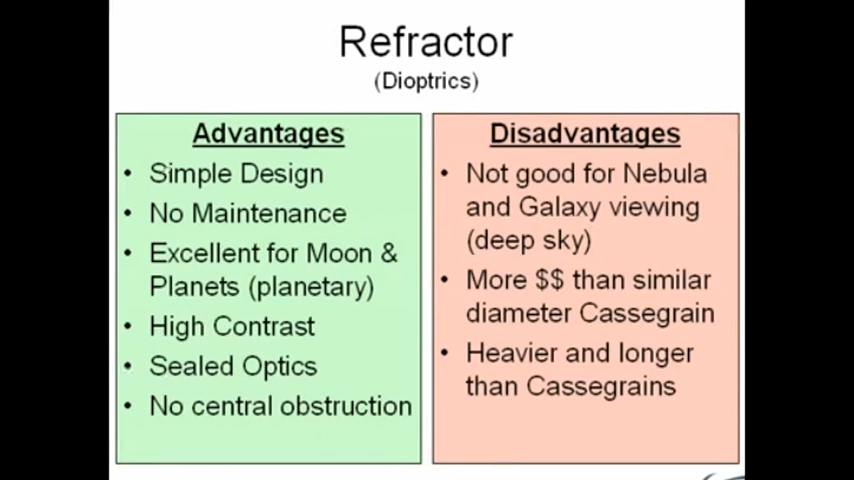 Refractor
(Dioptrics)
Advantages
• Simple Design
• No Maintenance
• Excellent for Moon &
Planets (planetary)
• High Contrast
• Sealed Optics
• No central obstruction
Disadvantages
• Not good for Nebula
and Galaxy viewing
(deep sky)
• More $$ than similar
diameter Cassegrain
• Heavier and longer
than Cassegrains